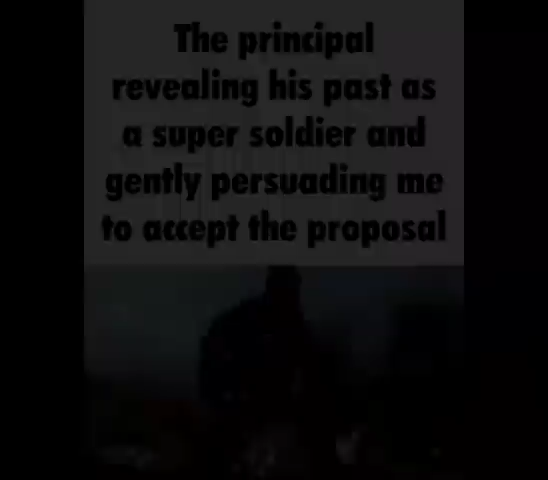 The principal
revealing his past as
a super soldier and
gently persuading me
to accept the proposal